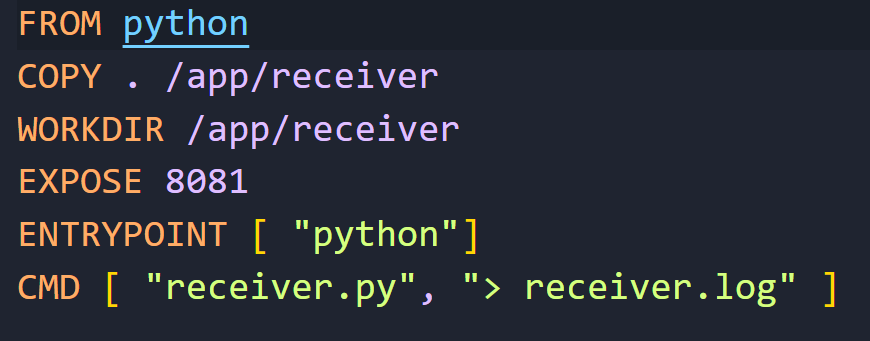 FROM python
COPY . /app/receiver
WORKDIR /app/receiver
EXPOSE 8081
ENTRYPOINT [ "python"]
CMD [ "receiver.py", "> receiver.log" ]